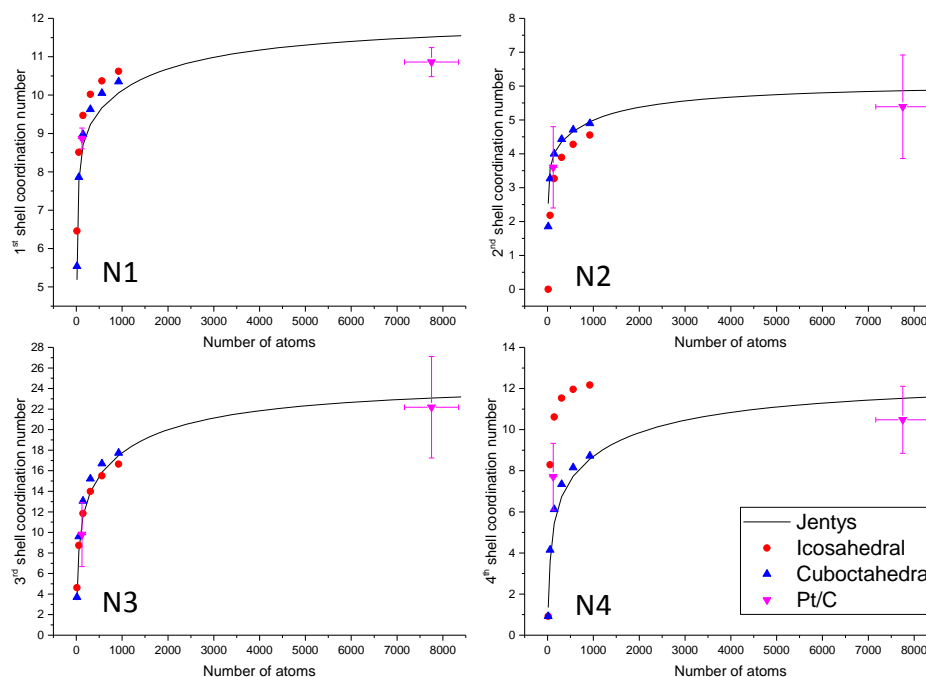 12
11
10
9
8
7
6
5
1st shell coordination number
N1
0 1000 2000 3000 4000 5000 6000 7000 8000
Number of atoms
8
7
6
5
4
3
2
1
0
2nd shell coordination number
N2
0 1000 2000 3000 4000 5000 6000 7000 8000
Number of atoms
28
26
24
22
20
18
16
14
12
10
8
6
4
2
0
3rd shell coordination number
N3
0 1000 2000 3000 4000 5000 6000 7000 8000
Number of atoms
14
12
10
8
6
4
2
0
4th shell coordination number
N4
Jentys
Icosahedral
Cuboctahedra
Pt/C
0 1000 2000 3000 4000 5000 6000 7000 8000
Number of atoms